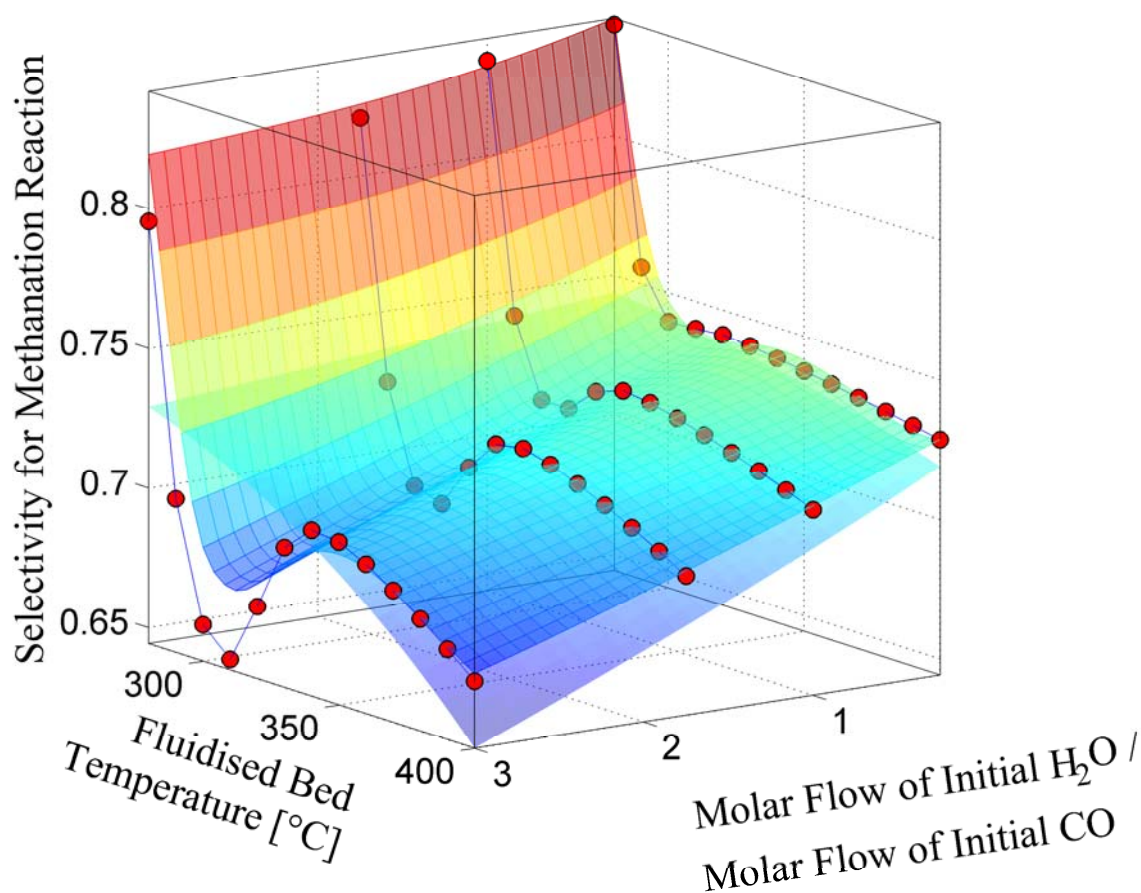 Selectivity for Methanation Reaction
0.8
0.75
0.7
0.65
300
350
400
Fluidised Bed
Temperature [°C]
3
2
1
Molar Flow of Initial H₂O /
Molar Flow of Initial CO